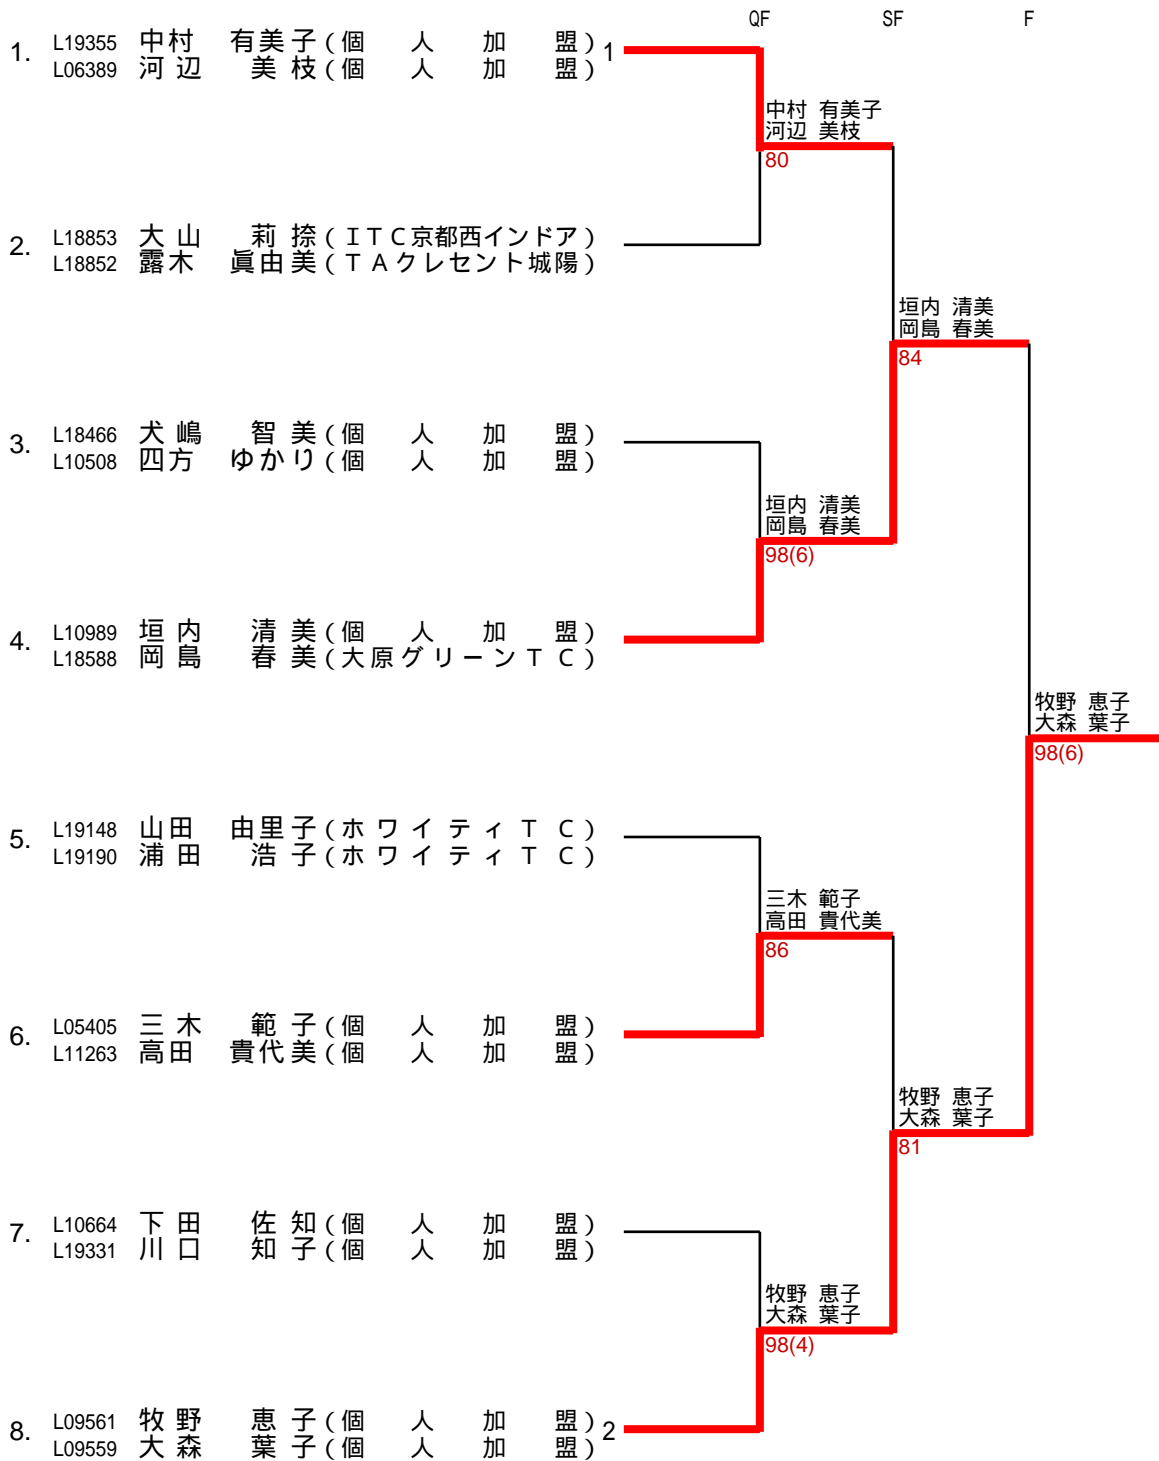 QF SF F
1. L19355 中村 有美子(個人加盟) 1
L06389 河辺 美枝(個人加盟)
中村 有美子
河辺 美枝
80
2. L18853 大山 莉捺(ＩＴＣ京都西インドア)
L18852 露木 眞由美(ＴＡクレセント城陽)
垣内 清美
岡島 春美
84
3. L18466 犬嶋 智美(個人加盟)
L10508 四方 ゆかり(個人加盟)
垣内 清美
岡島 春美
98(6)
4. L10989 垣内 清美(個人加盟)
L18588 岡島 春美(大原グリーンＴＣ)
牧野 恵子
大森 葉子
98(6)
5. L19148 山田 由里子(ホワイティＴＣ)
L19190 浦田 浩子(ホワイティＴＣ)
三木 範子
高田 貴代美
86
6. L05405 三木 範子(個人加盟)
L11263 高田 貴代美(個人加盟)
牧野 恵子
大森 葉子
81
7. L10664 下田 佐知(個人加盟)
L19331 川口 知子(個人加盟)
牧野 恵子
大森 葉子
98(4)
8. L09561 牧野 恵子(個人加盟) 2
L09559 大森 葉子(個人加盟)